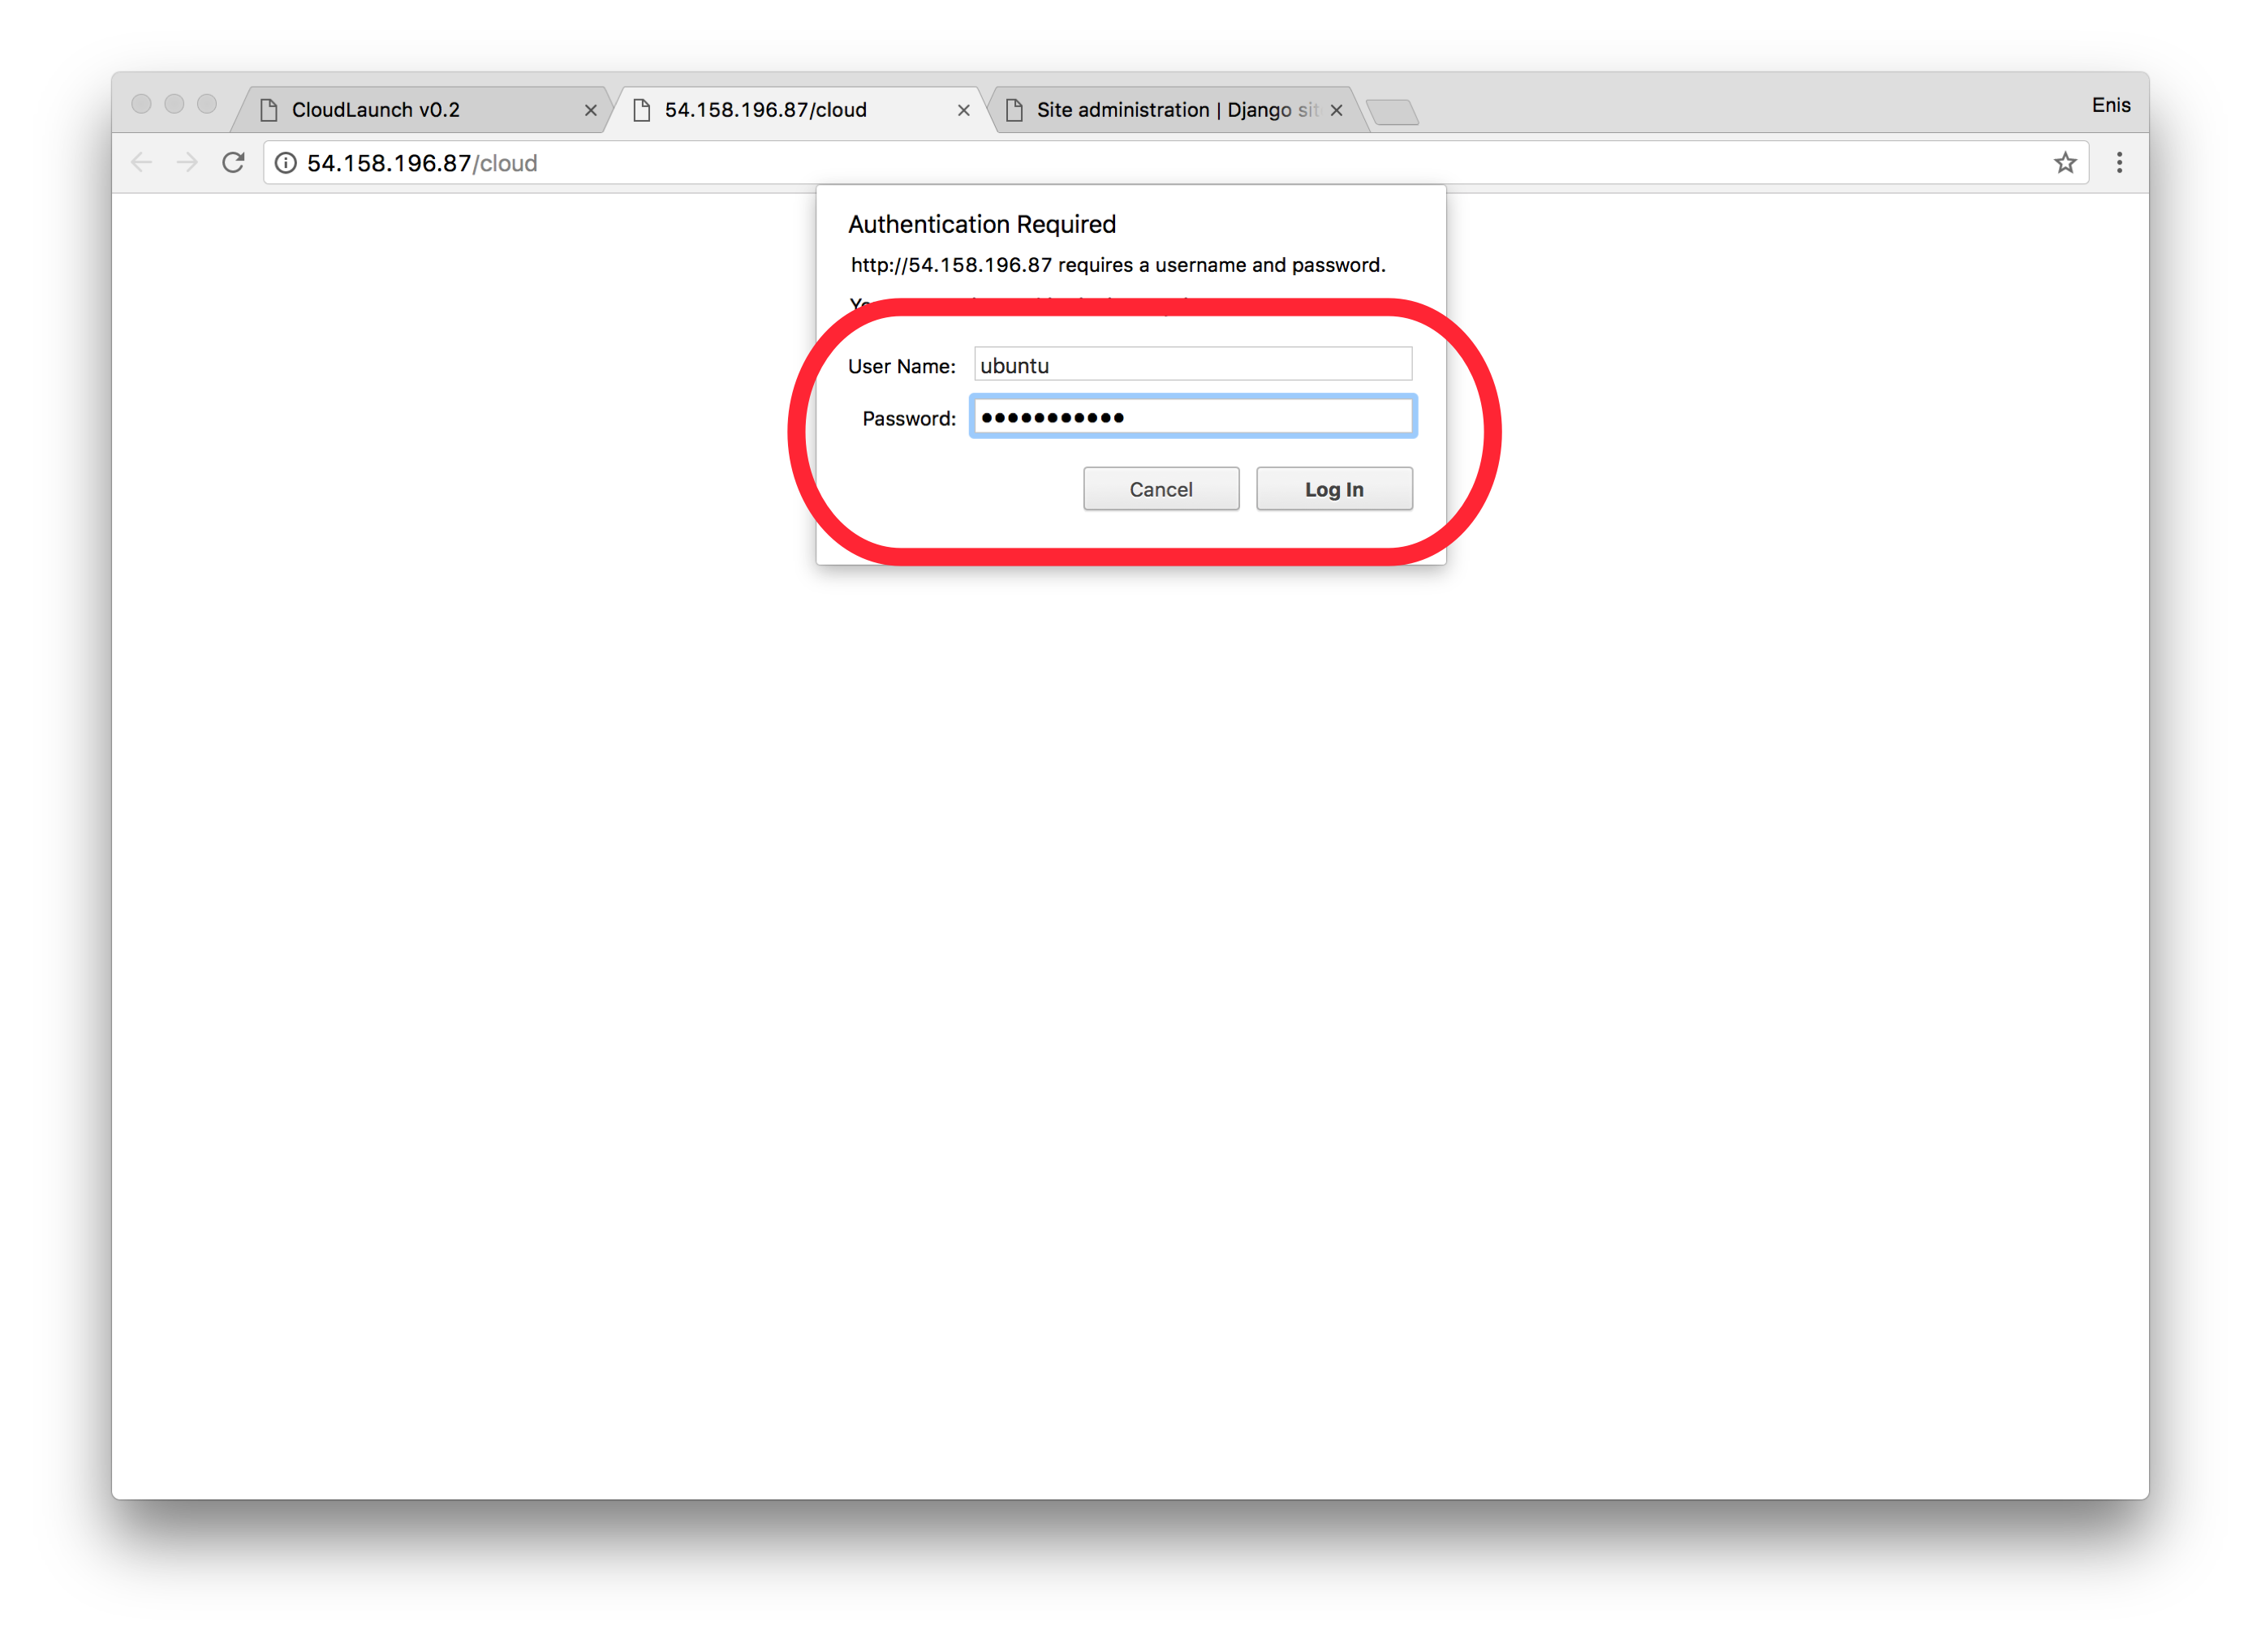 CloudLaunch v0.2
54.158.196.87/cloud
Site administration | Django sit
Enis
54.158.196.87/cloud
Authentication Required
http://54.158.196.87 requires a username and password.
User Name: ubuntu
Password: •••••••••••
Cancel Log In